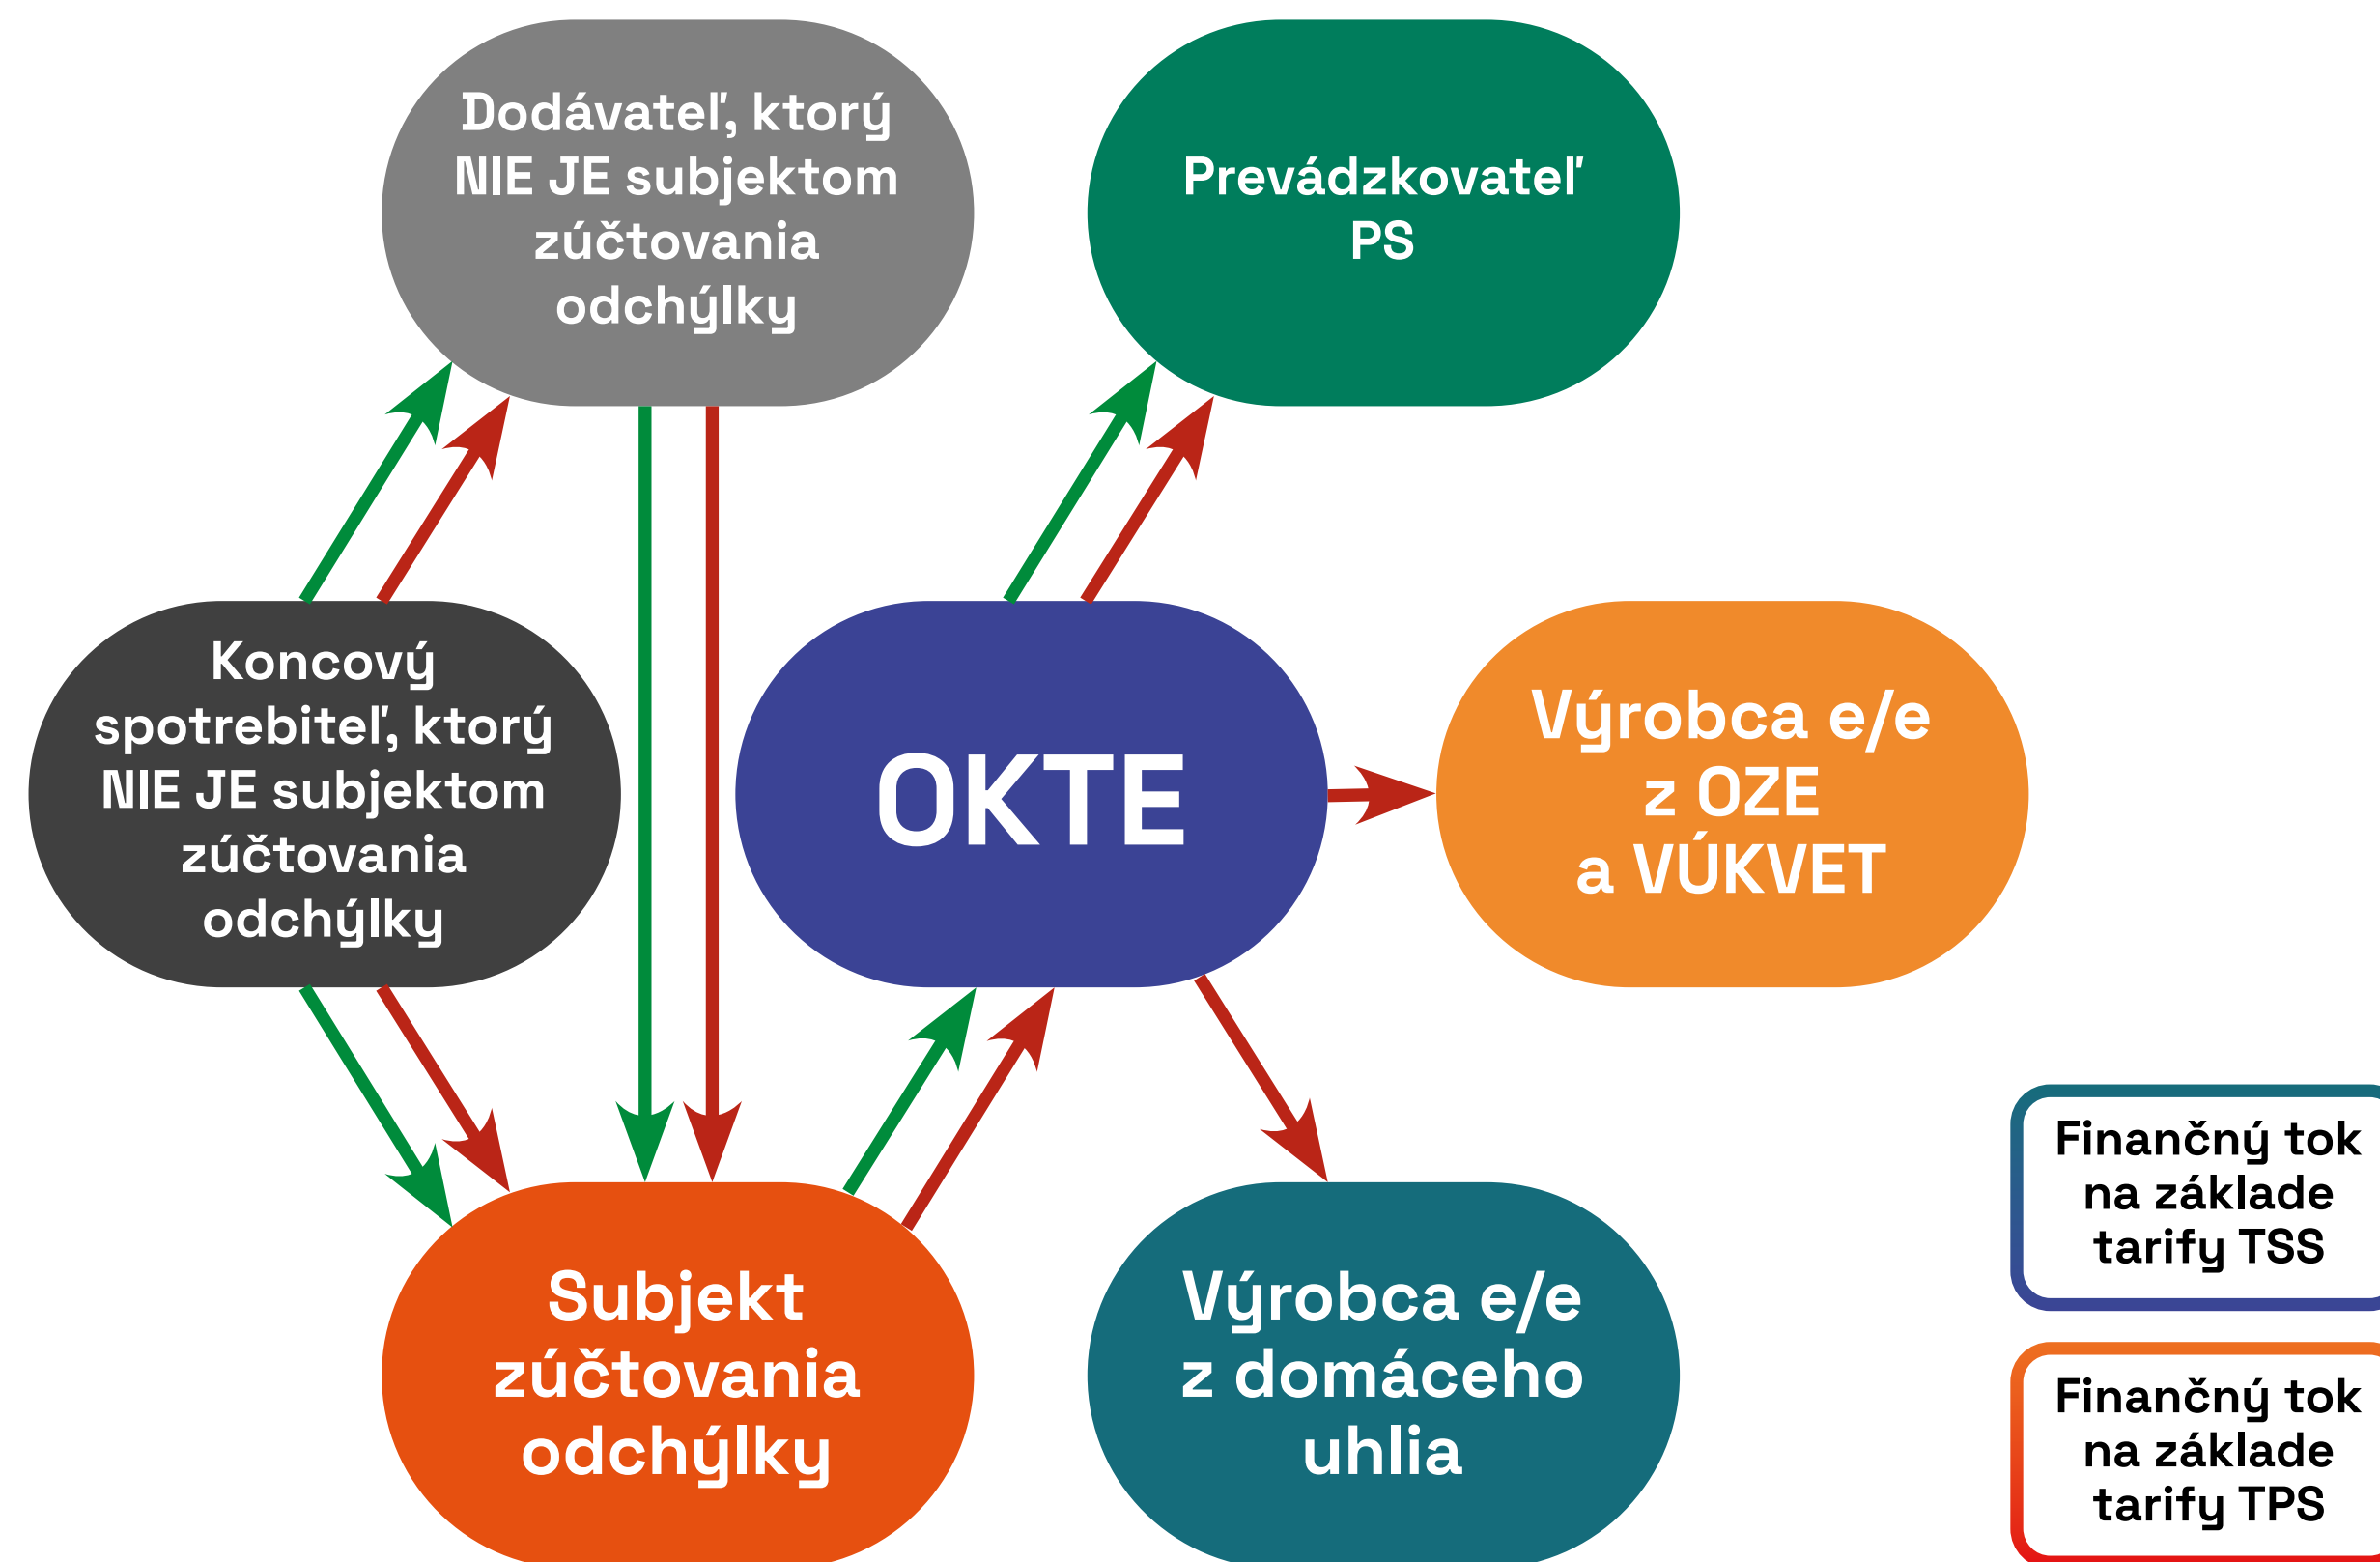 Dodávateľ, ktorý
NIE JE subjektom
zúčtovania
odchýlky
Prevádzkovateľ
PS
Koncový
spotrebiteľ, ktorý
NIE JE subjektom
zúčtovania
odchýlky
OKTE
Výrobca e/e
z OZE
a VÚKVET
Subjekt
zúčtovania
odchýlky
Výroba e/e
z domáceho
uhlia
Finančný tok
na základe
tarify TSS
Finančný tok
na základe
tarify TPS